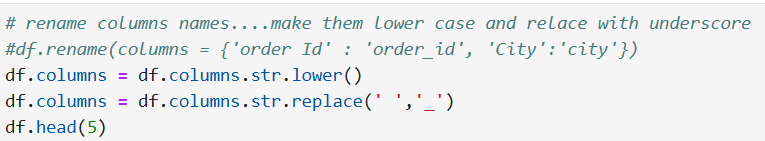 # rename columns names....make them lower case and relace with underscore
#df.rename(columns = {'order Id' : 'order_id', 'City':'city'})
df.columns = df.columns.str.lower()
df.columns = df.columns.str.replace(' ','_')
df.head(5)